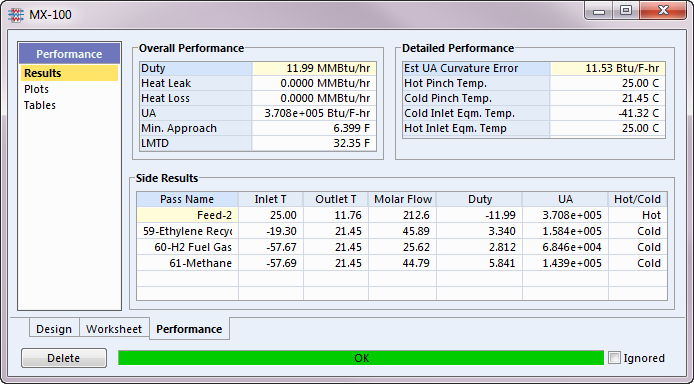 MX-100
Performance
Results
Plots
Tables
Overall Performance
Duty 11.99 MMBtu/hr
Heat Leak 0.0000 MMBtu/hr
Heat Loss 0.0000 MMBtu/hr
UA 3.708e+005 Btu/F-hr
Min. Approach 6.399 F
LMTD 32.35 F
Detailed Performance
Est UA Curvature Error 11.53 Btu/F-hr
Hot Pinch Temp. 25.00 C
Cold Pinch Temp. 21.45 C
Cold Inlet Eqm. Temp. -41.32 C
Hot Inlet Eqm. Temp 25.00 C
Side Results
Pass Name Inlet T Outlet T Molar Flow Duty UA Hot/Cold
Feed-2 25.00 11.76 212.6 -11.99 3.708e+005 Hot
59-Ethylene Recyc -19.30 21.45 45.89 3.340 1.584e+005 Cold
60-H2 Fuel Gas -57.67 21.45 25.62 2.812 6.846e+004 Cold
61-Methane -57.69 21.45 44.79 5.841 1.439e+005 Cold
Design Worksheet Performance
Delete OK Ignored